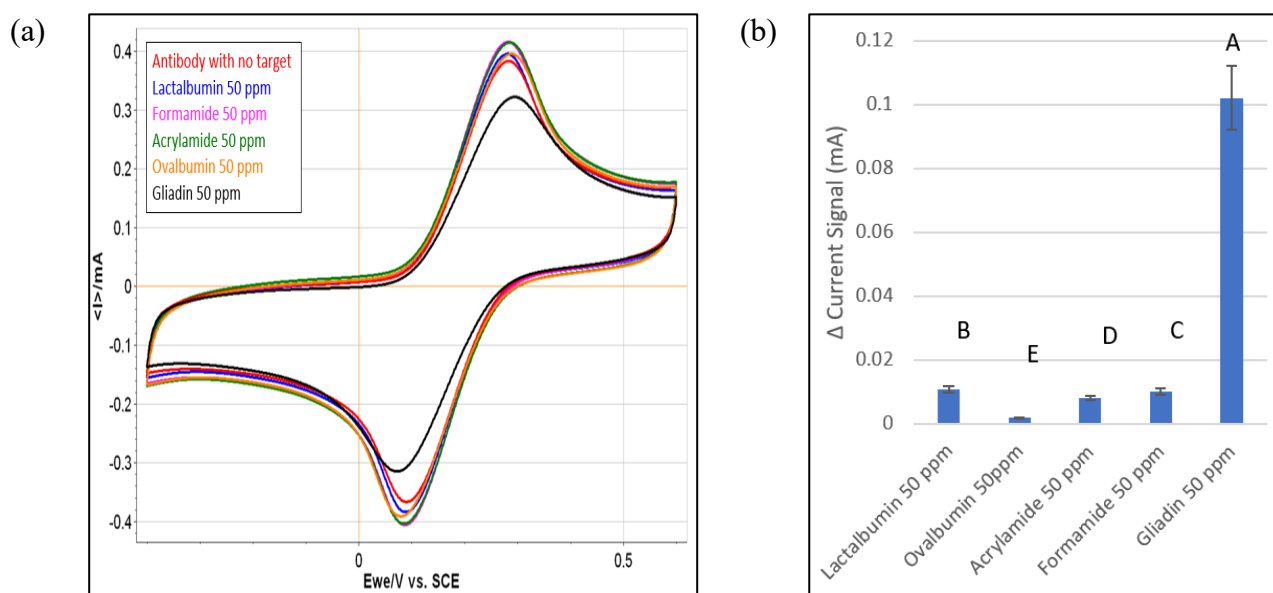 (a)
Antibody with no target
Lactalbumin 50 ppm
Formamide 50 ppm
Acrylamide 50 ppm
Ovalbumin 50 ppm
Gliadin 50 ppm
<I>/mA
0.4
0.3
0.2
0.1
0
-0.1
-0.2
-0.3
-0.4
0
0.5
Ewe/V vs. SCE
(b)
Δ Current Signal (mA)
0.12
0.1
0.08
0.06
0.04
0.02
0
B
E
D
C
A
Lactalbumin 50 ppm
Ovalbumin 50ppm
Acrylamide 50 ppm
Formamide 50 ppm
Gliadin 50 ppm